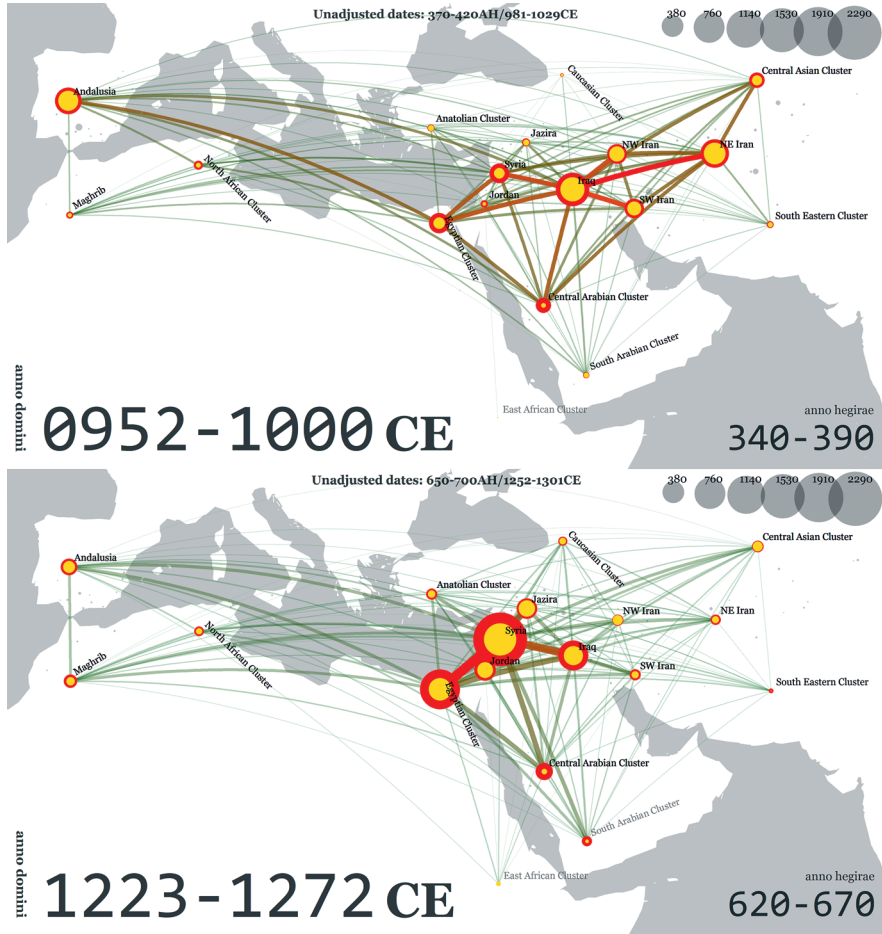 Unadjusted dates: 370-420AH/981-1029CE
380 760 1140 1530 1910 2290
Central Asian Cluster
Caucasian Cluster
Andalusia
Anatolian Cluster
Jazira
NW Iran
NE Iran
North African Cluster
Syria
Iraq
Maghrib
Jordan
SW Iran
South Eastern Cluster
Egyptian Cluster
Central Arabian Cluster
South Arabian Cluster
East African Cluster
anno domini
0952-1000 CE
anno hegirae
340-390
Unadjusted dates: 650-700AH/1252-1301CE
380 760 1140 1530 1910 2290
Central Asian Cluster
Caucasian Cluster
Andalusia
Anatolian Cluster
Jazira
NW Iran
NE Iran
North African Cluster
Syria
Iraq
Maghrib
Jordan
SW Iran
South Eastern Cluster
Egyptian Cluster
Central Arabian Cluster
South Arabian Cluster
East African Cluster
anno domini
1223-1272 CE
anno hegirae
620-670